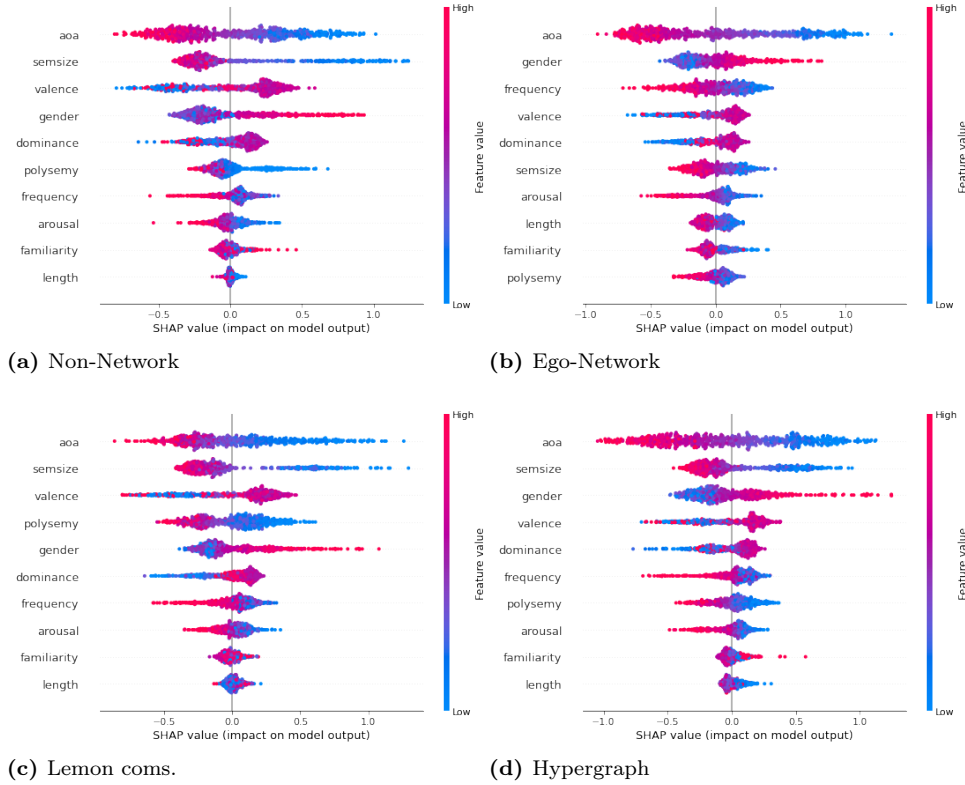 High
aoa
semsize
valence
gender
dominance
polysemy
frequency
arousal
familiarity
length
Feature value
Low
−0.5 0.0 0.5 1.0
SHAP value (impact on model output)
(a) Non-Network
High
aoa
gender
frequency
valence
dominance
semsize
arousal
length
familiarity
polysemy
Feature value
Low
−1.0 −0.5 0.0 0.5 1.0
SHAP value (impact on model output)
(b) Ego-Network
High
aoa
semsize
valence
polysemy
gender
dominance
frequency
arousal
familiarity
length
Feature value
Low
−0.5 0.0 0.5 1.0
SHAP value (impact on model output)
(c) Lemon coms.
High
aoa
semsize
gender
valence
dominance
frequency
polysemy
arousal
familiarity
length
Feature value
Low
−1.0 −0.5 0.0 0.5 1.0
SHAP value (impact on model output)
(d) Hypergraph